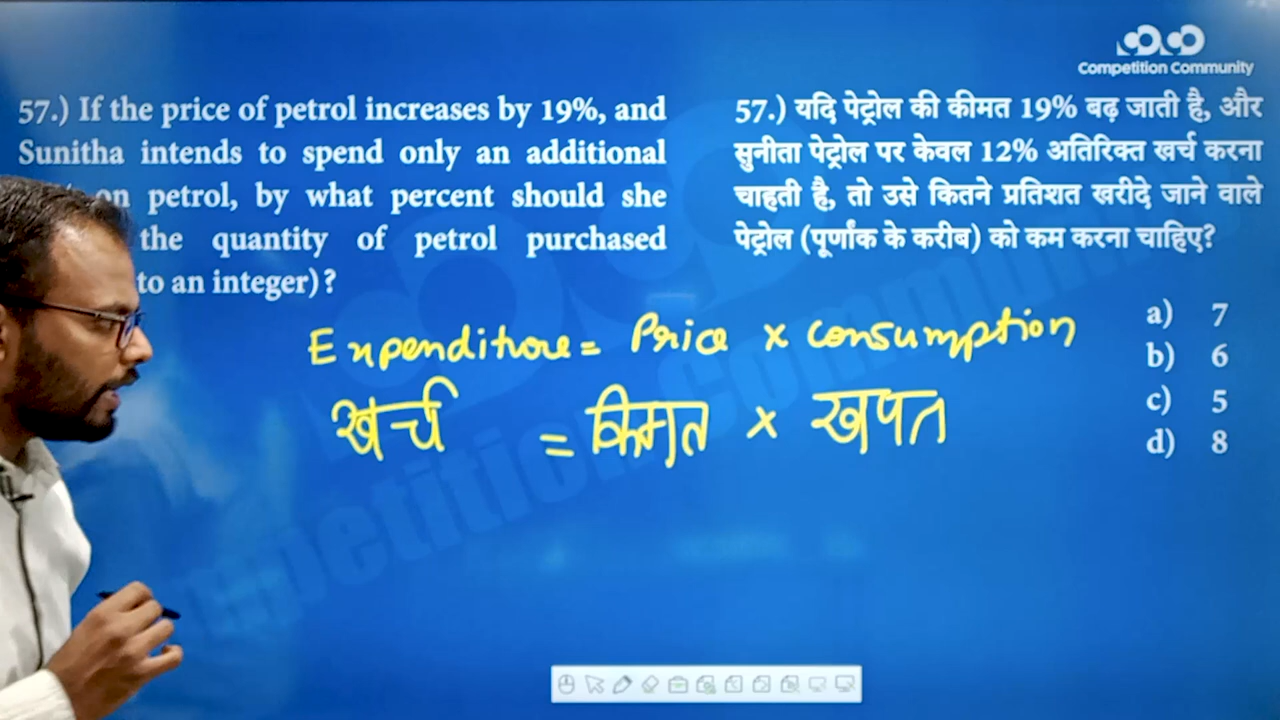 Competition Community
57.) If the price of petrol increases by 19%, and
Sunitha intends to spend only an additional
on petrol, by what percent should she
the quantity of petrol purchased
to an integer)?
57.) यदि पेट्रोल की कीमत 19% बढ़ जाती है, और
सुनीता पेट्रोल पर केवल 12% अतिरिक्त खर्च करना
चाहती है, तो उसे कितने प्रतिशत खरीदे जाने वाले
पेट्रोल (पूर्णांक के करीब) को कम करना चाहिए?
a) 7
b) 6
c) 5
d) 8
Expenditure = Price × consumption
खर्च = किमत × खपत